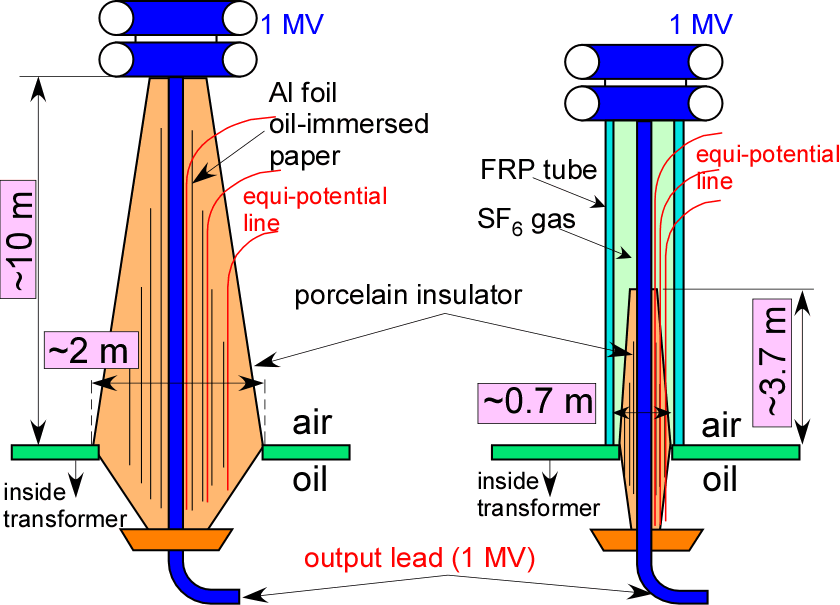 1 MV
Al foil
oil-immersed
paper
equi-potential
line
~10 m
~2 m
air
oil
inside
transformer
porcelain insulator
output lead (1 MV)
1 MV
FRP tube
SF6 gas
equi-potential
line
~3.7 m
~0.7 m
air
oil
inside
transformer